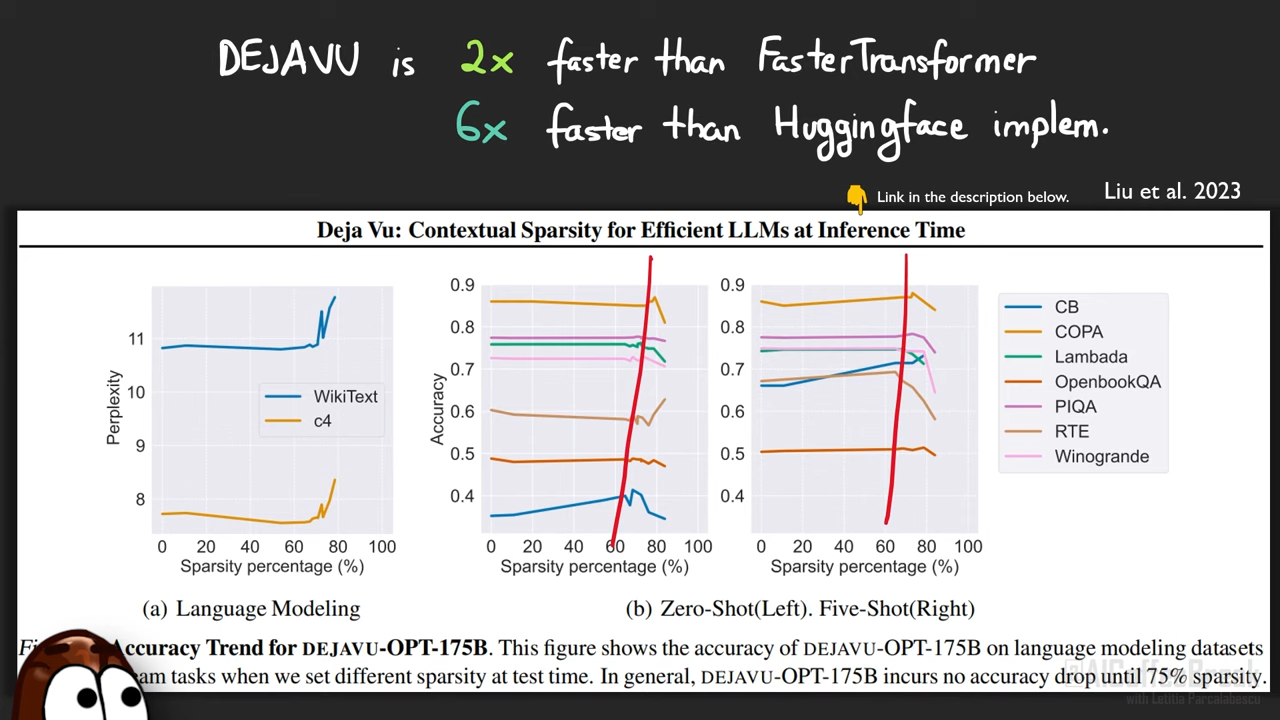 DEJAVU is 2x faster than FasterTransformer
6x faster than Huggingface implem.
Link in the description below.
Liu et al. 2023
Deja Vu: Contextual Sparsity for Efficient LLMs at Inference Time
Perplexity
11
10
9
8
WikiText
c4
0 20 40 60 80 100
Sparsity percentage (%)
(a) Language Modeling
Accuracy
0.9
0.8
0.7
0.6
0.5
0.4
0 20 40 60 80 100
Sparsity percentage (%)
0.9
0.8
0.7
0.6
0.5
0.4
0 20 40 60 80 100
Sparsity percentage (%)
(b) Zero-Shot(Left). Five-Shot(Right)
CB
COPA
Lambada
OpenbookQA
PIQA
RTE
Winogrande
Accuracy Trend for DEJAVU-OPT-175B. This figure shows the accuracy of DEJAVU-OPT-175B on language modeling datasets
tasks when we set different sparsity at test time. In general, DEJAVU-OPT-175B incurs no accuracy drop until 75% sparsity.
@AICoffeeBreak
with Letitia Parcalabescu